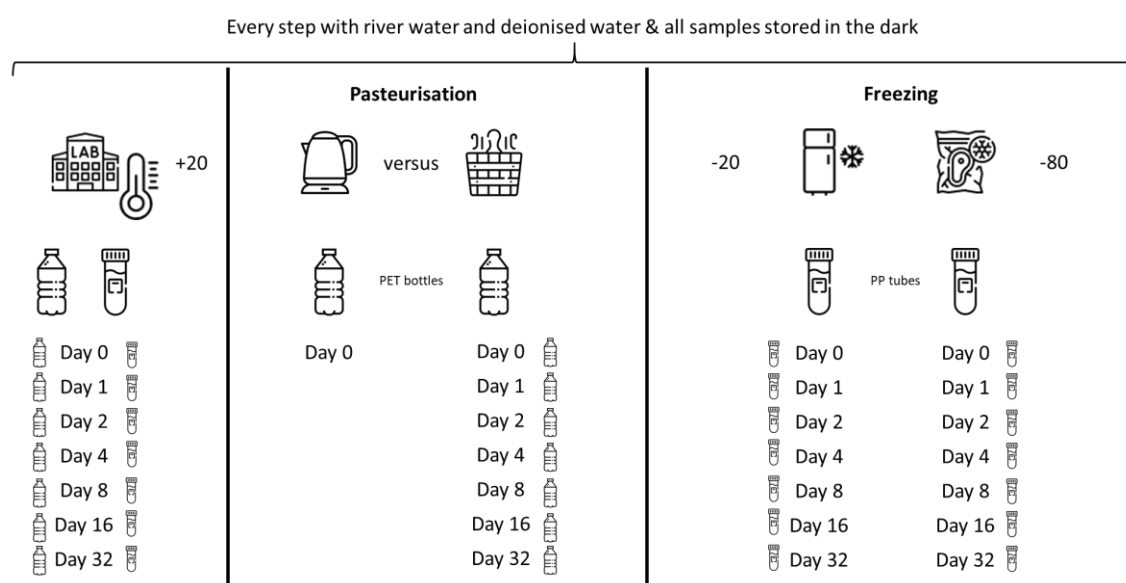 Every step with river water and deionised water & all samples stored in the dark
Pasteurisation
Freezing
LAB
+20
versus
-20
-80
PET bottles
PP tubes
Day 0
Day 1
Day 2
Day 4
Day 8
Day 16
Day 32
Day 0
Day 0
Day 1
Day 2
Day 4
Day 8
Day 16
Day 32
Day 0
Day 1
Day 2
Day 4
Day 8
Day 16
Day 32
Day 0
Day 1
Day 2
Day 4
Day 8
Day 16
Day 32